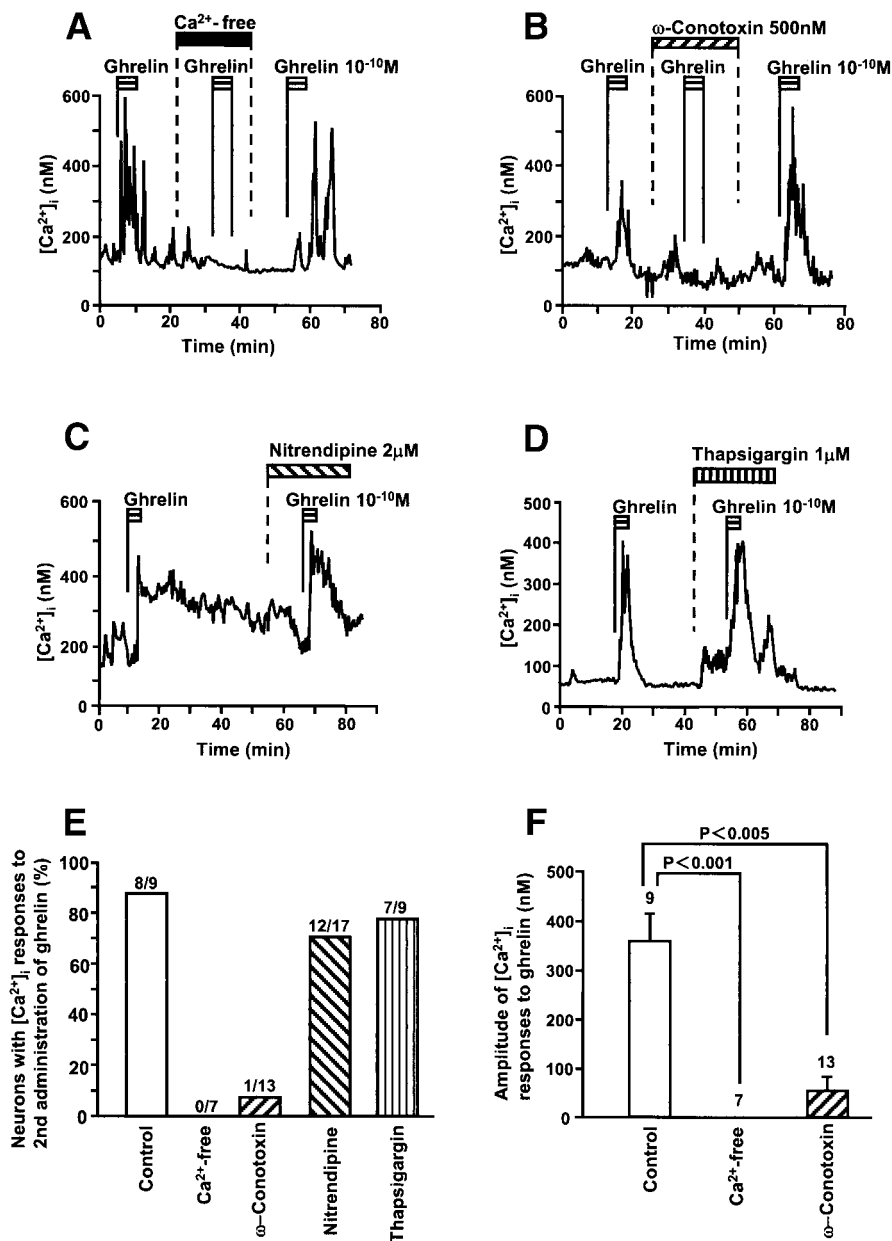 A
Ca²⁺-free
Ghrelin
Ghrelin
Ghrelin 10⁻¹⁰M
600
400
200
100
0
[Ca²⁺]ᵢ (nM)
0 20 40 60 80
Time (min)
B
ω-Conotoxin 500nM
Ghrelin
Ghrelin
Ghrelin 10⁻¹⁰M
600
400
200
100
0
[Ca²⁺]ᵢ (nM)
0 20 40 60 80
Time (min)
C
Nitrendipine 2μM
Ghrelin
Ghrelin 10⁻¹⁰M
600
400
200
100
0
[Ca²⁺]ᵢ (nM)
0 20 40 60 80
Time (min)
D
Thapsigargin 1μM
Ghrelin
Ghrelin 10⁻¹⁰M
500
400
300
200
100
0
[Ca²⁺]ᵢ (nM)
0 20 40 60 80
Time (min)
E
Neurons with [Ca²⁺]ᵢ responses to
2nd administration of ghrelin (%)
100
80
60
40
20
0
8/9
0/7
1/13
12/17
7/9
Control
Ca²⁺-free
ω–Conotoxin
Nitrendipine
Thapsigargin
F
Amplitude of [Ca²⁺]ᵢ
responses to ghrelin (nM)
500
400
300
200
100
0
P<0.005
P<0.001
9
7
13
Control
Ca²⁺-free
ω–Conotoxin